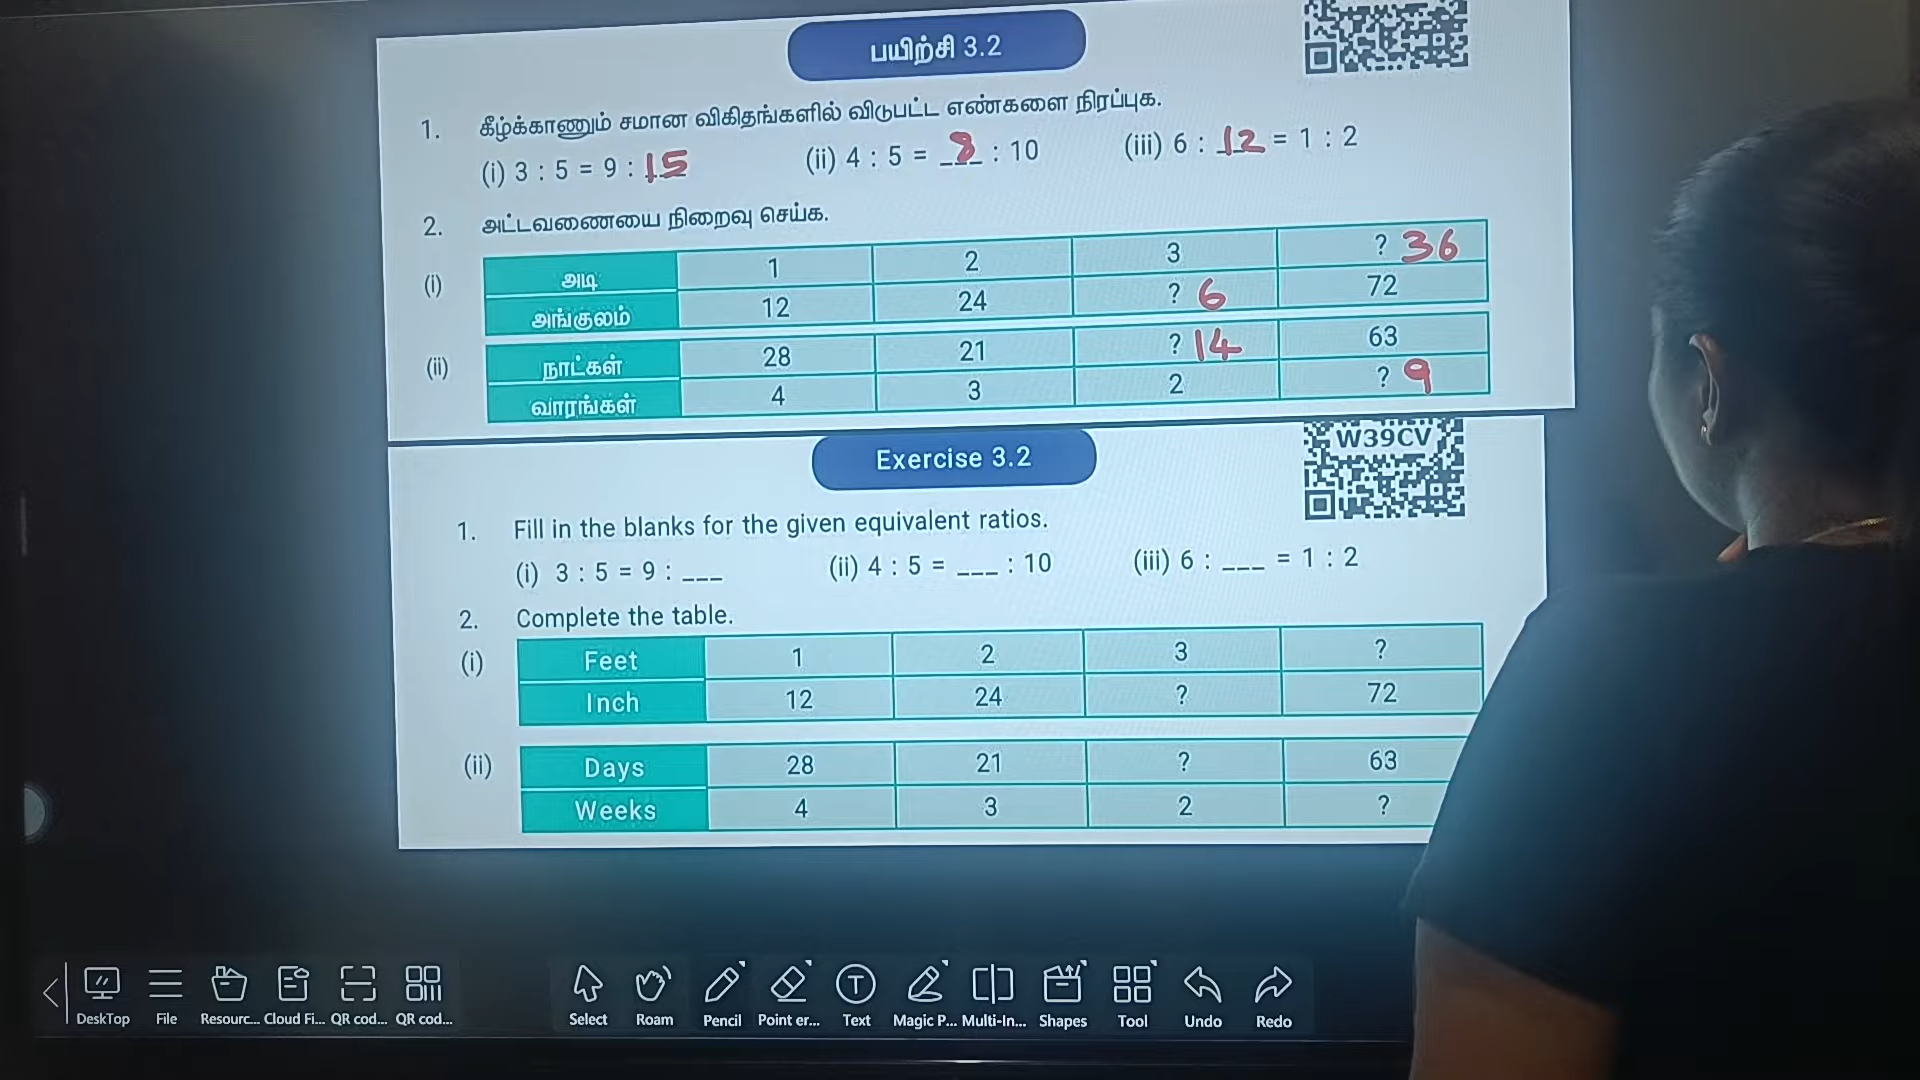 பயிற்சி 3.2
1. கீழ்க்காணும் சமான விகிதங்களில் விடுபட்ட எண்களை நிரப்புக.
(i) 3 : 5 = 9 : 15 (ii) 4 : 5 = 8 : 10 (iii) 6 : 12 = 1 : 2
2. அட்டவணையை நிறைவு செய்க.
(i) அடி 1 2 3 ? 36
அங்குலம் 12 24 ? 6 72
(ii) நாட்கள் 28 21 ? 14 63
வாரங்கள் 4 3 2 ? 9
Exercise 3.2
W39CV
1. Fill in the blanks for the given equivalent ratios.
(i) 3 : 5 = 9 : ___ (ii) 4 : 5 = ___ : 10 (iii) 6 : ___ = 1 : 2
2. Complete the table.
(i) Feet 1 2 3 ?
Inch 12 24 ? 72
(ii) Days 28 21 ? 63
Weeks 4 3 2 ?
DeskTop File Resourc... Cloud Fi... QR cod... QR cod... Select Roam Pencil Point er... Text Magic P... Multi-In... Shapes Tool Undo Redo